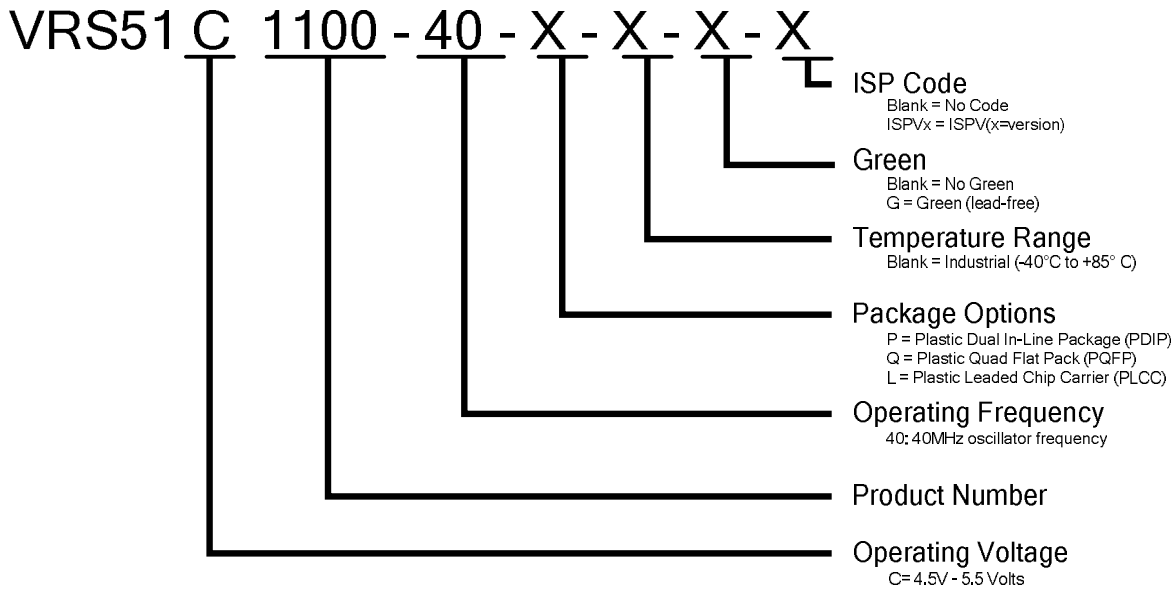 VRS51 C 1100 - 40 - X - X - X - X
ISP Code
Blank = No Code
ISPVx = ISPV(x=version)
Green
Blank = No Green
G = Green (lead-free)
Temperature Range
Blank = Industrial (-40°C to +85° C)
Package Options
P = Plastic Dual In-Line Package (PDIP)
Q = Plastic Quad Flat Pack (PQFP)
L = Plastic Leaded Chip Carrier (PLCC)
Operating Frequency
40: 40MHz oscillator frequency
Product Number
Operating Voltage
C= 4.5V - 5.5 Volts